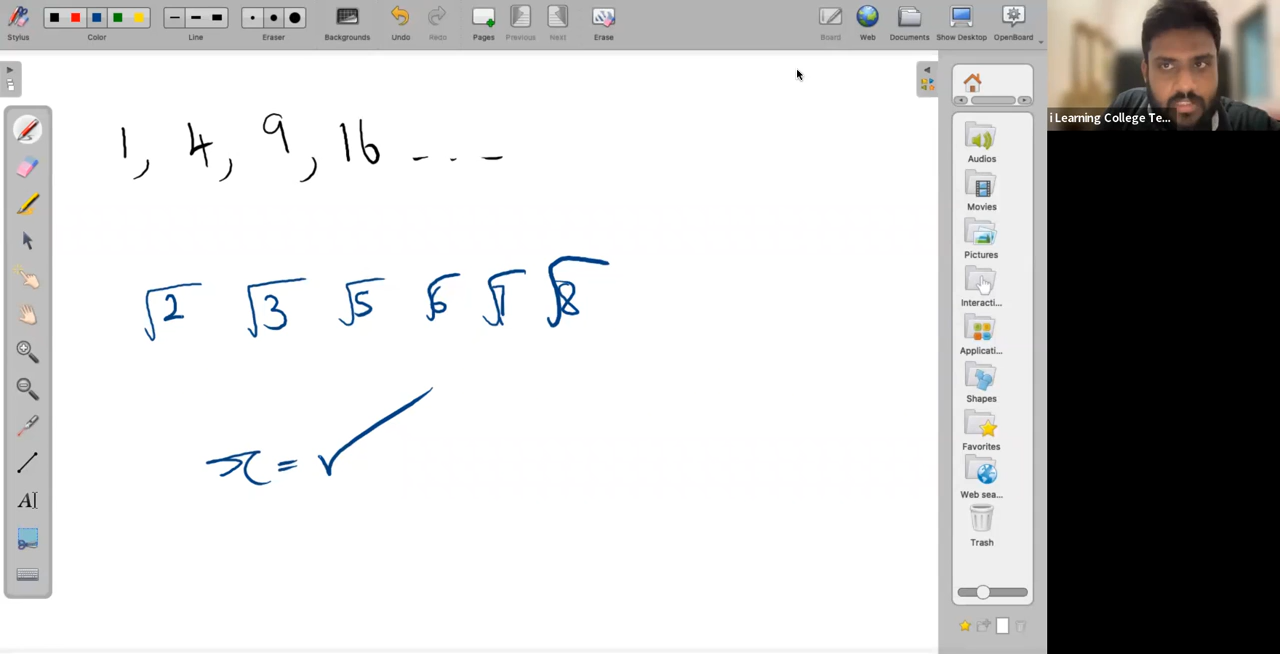 Stylus Color Line Eraser Backgrounds Undo Redo Pages Previous Next Erase Board Web Documents Show Desktop OpenBoard
i Learning College Te...
1, 4, 9, 16 - - -
√2 √3 √5 √6 √7 √8
x = √
Audios
Movies
Pictures
Interacti...
Applicati...
Shapes
Favorites
Web sea...
Trash
AI